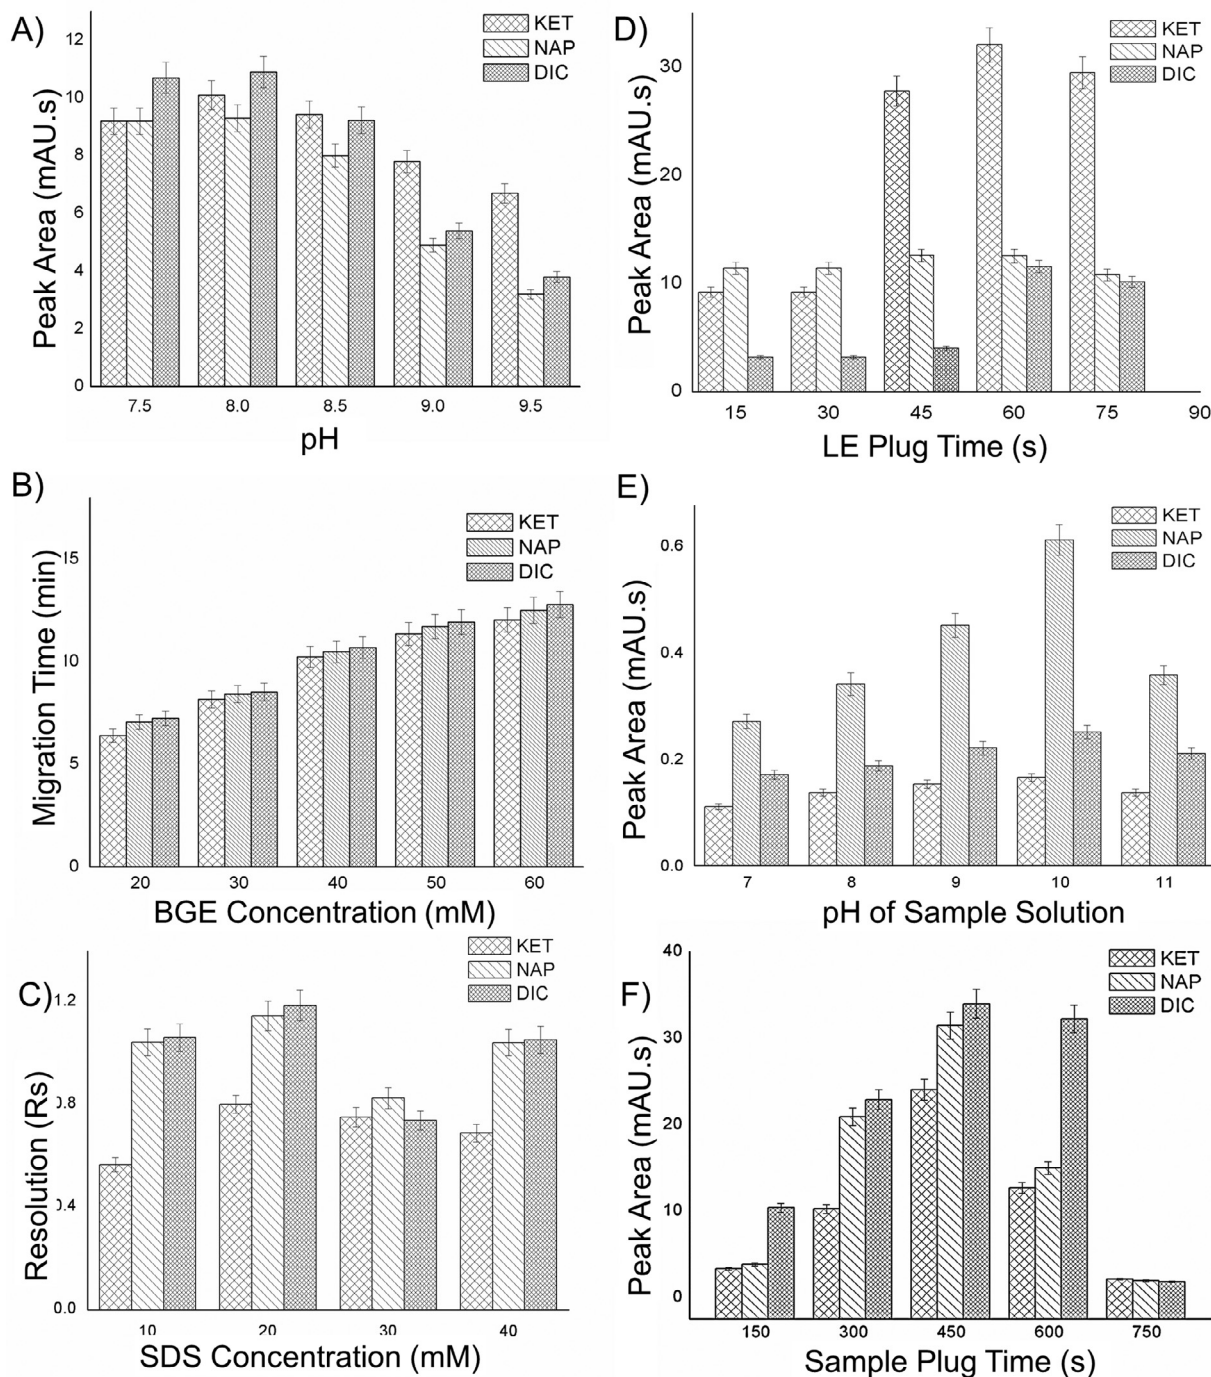 A)
KET
NAP
DIC
12
10
8
6
4
2
0
Peak Area (mAU.s)
7.5 8.0 8.5 9.0 9.5
pH
D)
KET
NAP
DIC
30
20
10
0
Peak Area (mAU.s)
15 30 45 60 75 90
LE Plug Time (s)
B)
KET
NAP
DIC
15
10
5
0
Migration Time (min)
20 30 40 50 60
BGE Concentration (mM)
E)
KET
NAP
DIC
0.6
0.4
0.2
0.0
Peak Area (mAU.s)
7 8 9 10 11
pH of Sample Solution
C)
KET
NAP
DIC
1.2
0.8
0.4
0.0
Resolution (Rs)
10 20 30 40
SDS Concentration (mM)
F)
KET
NAP
DIC
40
30
20
10
0
Peak Area (mAU.s)
150 300 450 600 750
Sample Plug Time (s)